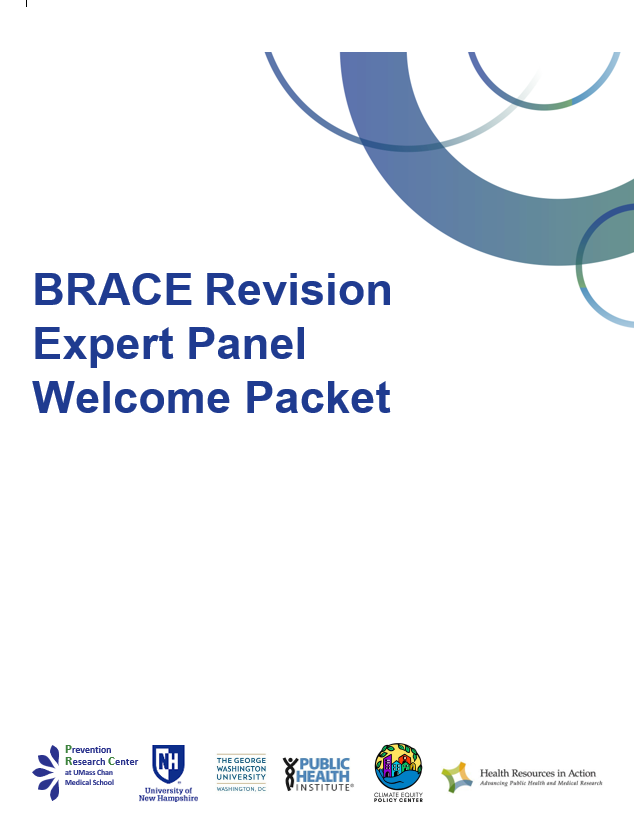 BRACE Revision
Expert Panel
Welcome Packet
Prevention
Research Center
at UMass Chan
Medical School
NH
University of
New Hampshire
THE GEORGE
WASHINGTON
UNIVERSITY
WASHINGTON, DC
PUBLIC
HEALTH
INSTITUTE®
CLIMATE EQUITY
POLICY CENTER
Health Resources in Action
Advancing Public Health and Medical Research